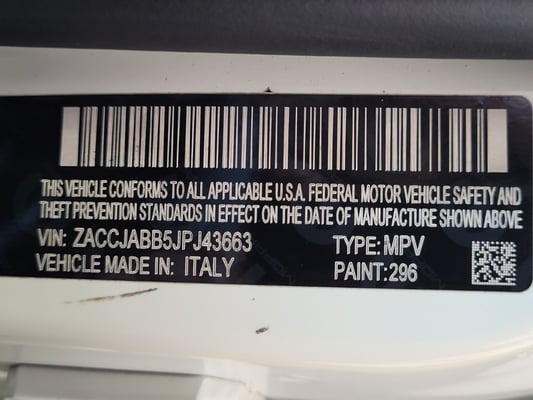 THIS VEHICLE CONFORMS TO ALL APPLICABLE U.S.A. FEDERAL MOTOR VEHICLE SAFETY AND
THEFT PREVENTION STANDARDS IN EFFECT ON THE DATE OF MANUFACTURE SHOWN ABOVE
VIN: ZACCJABB5JPJ43663 TYPE: MPV
VEHICLE MADE IN: ITALY PAINT:296